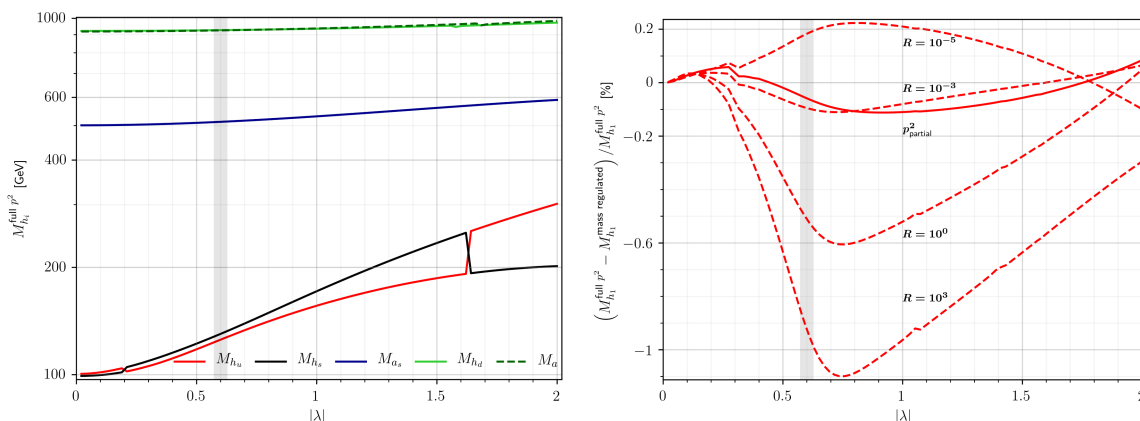 1000
600
400
200
100
M_{h_i}^{full p^2} [GeV]
M_{h_u} M_{h_s} M_{a_s} M_{h_d} M_a
0 0.5 1 1.5 2
|λ|
0.2
0
−0.2
−0.6
−1
(M_{h_1}^{full p^2} − M_{h_1}^{mass regulated}) / M_{h_1}^{full p^2} [%]
R = 10^{-5}
R = 10^{-3}
p^2_{partial}
R = 10^0
R = 10^3
0 0.5 1 1.5 2
|λ|